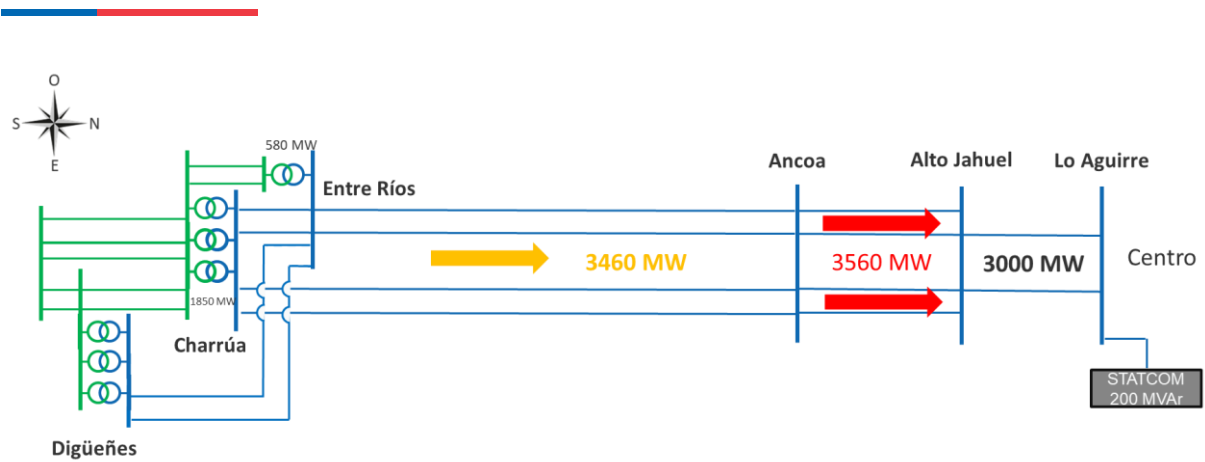 O
S
N
E
580 MW
Entre Ríos
Ancoa
Alto Jahuel
Lo Aguirre
3460 MW
3560 MW
3000 MW
Centro
1850 MW
Charrúa
STATCOM
200 MVAr
Digüeñes